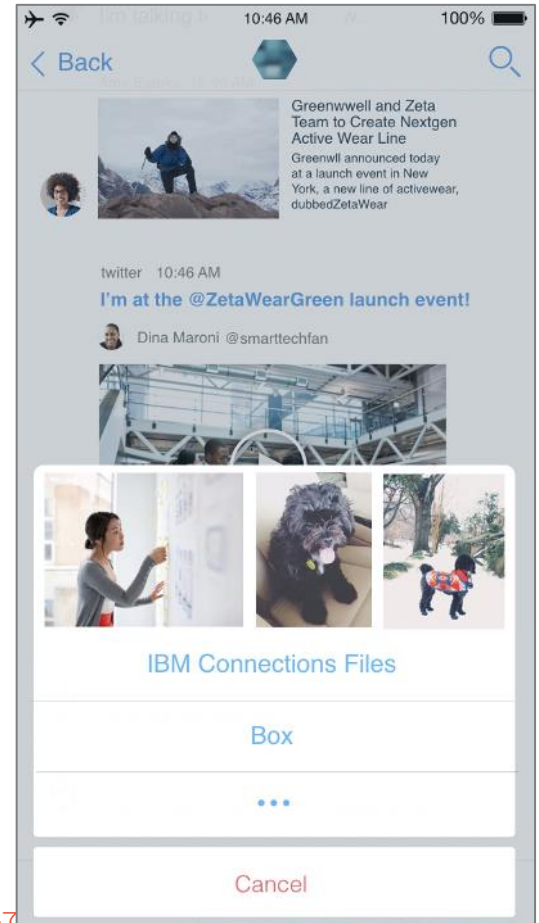 10:46 AM
100%
Back
Greenwwell and Zeta
Team to Create Nextgen
Active Wear Line
Greenwll announced today
at a launch event in New
York, a new line of activewear,
dubbedZetaWear
twitter 10:46 AM
I'm at the @ZetaWearGreen launch event!
Dina Maroni @smarttechfan
IBM Connections Files
Box
•••
Cancel
7